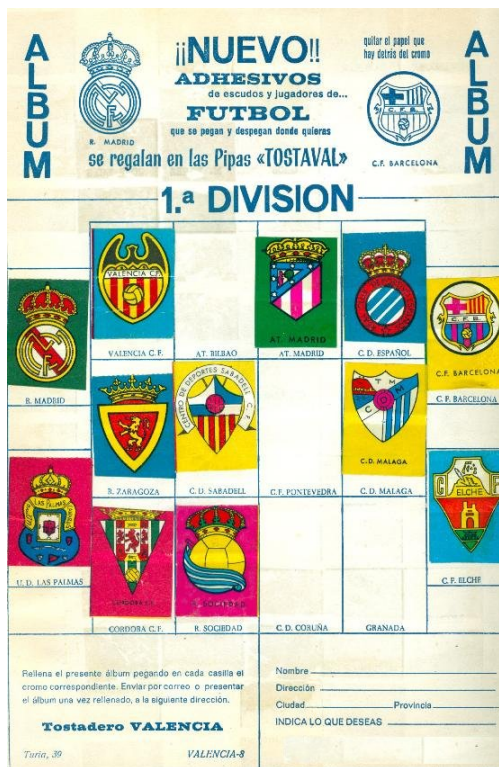 ALBUM
R. MADRID
¡¡NUEVO!!
ADHESIVOS
de escudos y jugadores de...
FUTBOL
que se pegan y despegan donde quieras
se regalan en las Pipas «TOSTAVAL»
quitar el papel que
hay detrás del cromo
C.F. BARCELONA
ALBUM
1.ª DIVISION
VALENCIA C.F.
VALENCIA C. F.
AT. BILBAO
AT. MADRID
AT. MADRID
C. D. ESPAÑOL
R. MADRID
C. F. B.
C.F. BARCELONA
C. F. BARCELONA
R. ZARAGOZA
CENTRO DE DEPORTES SABADELL C. F.
C. D. SABADELL
C. F. PONTEVEDRA
C.D. MALAGA
C. D. MALAGA
LAS PALMAS
U. D. LAS PALMAS
CORDOBA C.F.
CORDOBA C. F.
R. SOCIEDAD
R. SOCIEDAD
C. D. CORUÑA
GRANADA
C F
ELCHE
C. F. ELCHE
Rellena el presente álbum pegando en cada casilla el
cromo correspondiente. Enviar por correo o presentar
el álbum una vez rellenado, a la siguiente dirección.
Tostadero VALENCIA
Turia, 39 VALENCIA-8
Nombre
Dirección
Ciudad Provincia
INDICA LO QUE DESEAS